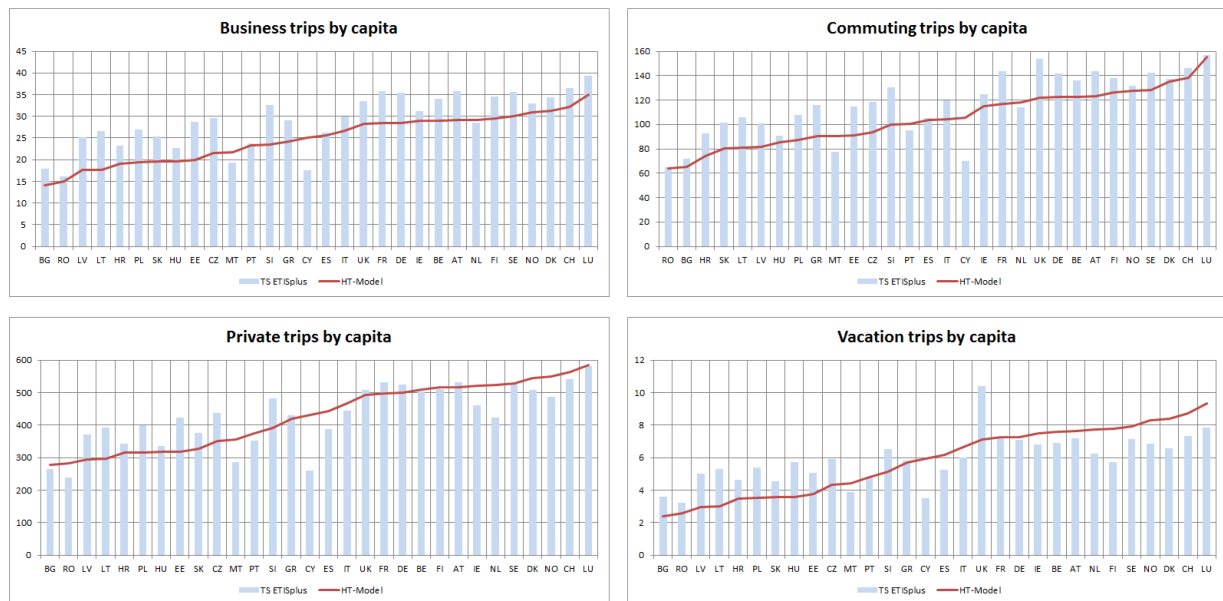 Business trips by capita
45
40
35
30
25
20
15
10
5
0
BG RO LV LT HR PL SK HU EE CZ MT PT SI GR CY ES IT UK FR DE IE BE AT NL FI SE NO DK CH LU
TS ETISplus HT-Model
Commuting trips by capita
160
140
120
100
80
60
40
20
0
RO BG HR SK LT LV HU PL GR MT EE CZ SI PT ES IT CY IE FR NL UK DE BE AT FI NO SE DK CH LU
TS ETISplus HT-Model
Private trips by capita
600
500
400
300
200
100
0
BG RO LV LT HR PL HU EE SK CZ MT PT SI GR CY ES IT UK FR DE BE FI AT IE NL SE DK NO CH LU
TS ETISplus HT-Model
Vacation trips by capita
12
10
8
6
4
2
0
BG RO LV LT HR PL SK HU EE CZ MT PT SI GR CY ES IT UK FR DE IE BE AT NL FI SE NO DK CH LU
TS ETISplus HT-Model